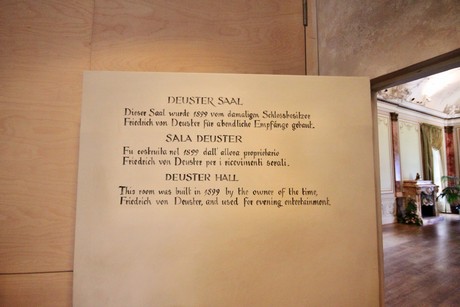 DEUSTER SAAL
Dieser Saal wurde 1899 vom damaligen Schlossbesitzer
Friedrich von Deuster für abendliche Empfänge gebaut.
SALA DEUSTER
Fu costruita nel 1899 dall'allora proprietario
Friedrich von Deuster per i ricevimenti serali.
DEUSTER HALL
This room was built in 1899 by the owner of the time,
Friedrich von Deuster, and used for evening entertainment.